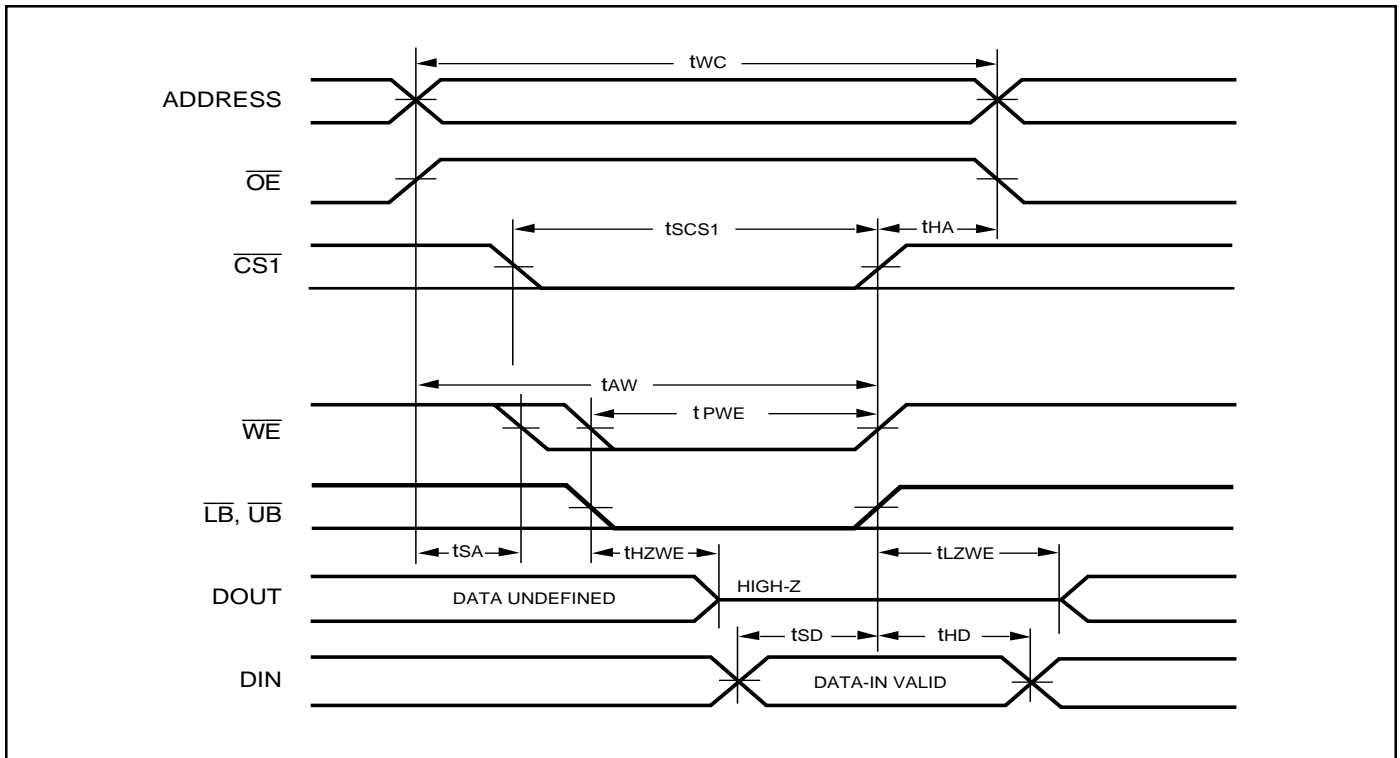 tWC
ADDRESS
OE
tSCS1
tHA
CS1
tAW
t PWE
WE
LB, UB
tSA
tHZWE
tLZWE
DOUT
DATA UNDEFINED
HIGH-Z
tSD
tHD
DIN
DATA-IN VALID